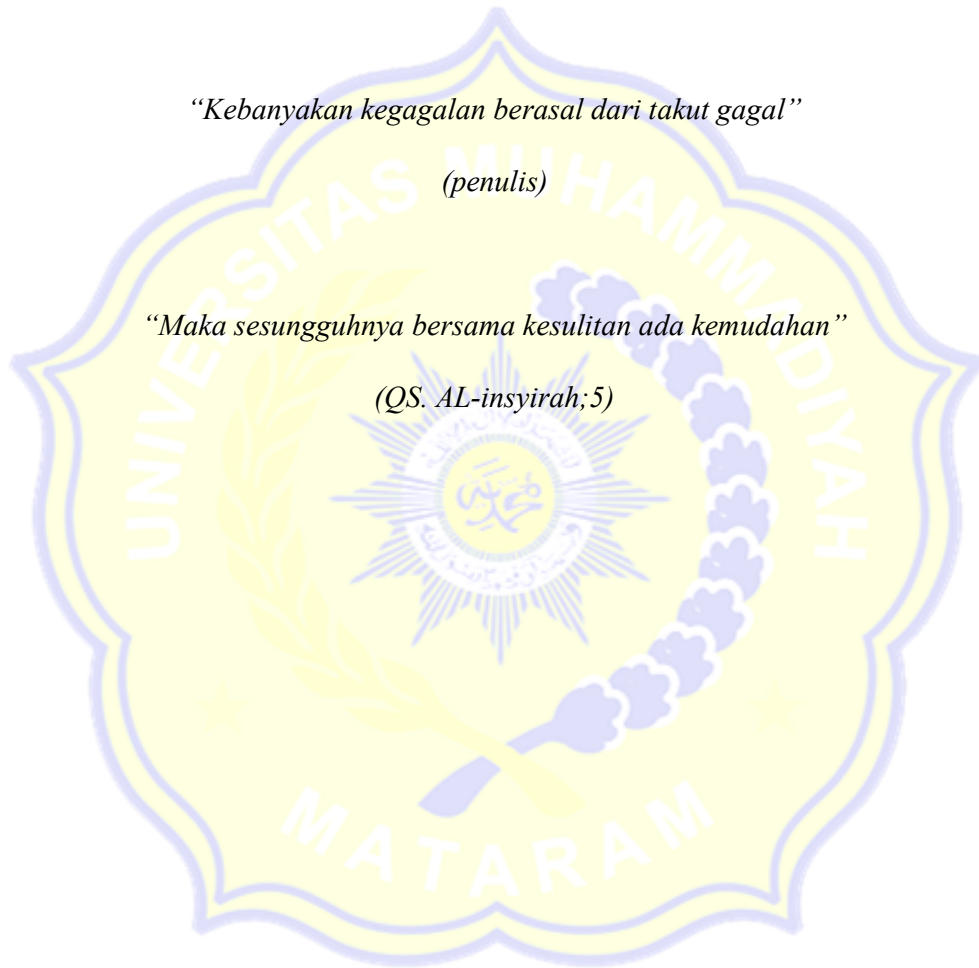 “Kebanyakan kegagalan berasal dari takut gagal”
(penulis)
“Maka sesungguhnya bersama kesulitan ada kemudahan”
(QS. AL-insyirah;5)
UNIVERSITAS MUHAMMADIYAH
MATARAM